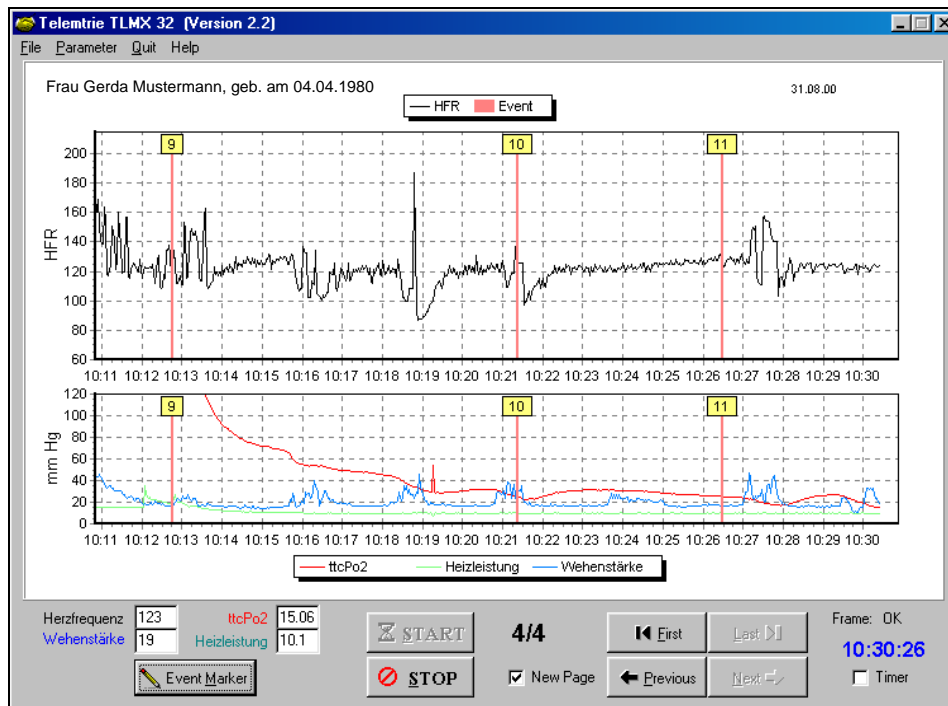 Telemtrie TLMX 32 (Version 2.2)
File Parameter Quit Help
Frau Gerda Mustermann, geb. am 04.04.1980
31.08.00
HFR Event
9 10 11
210
180
160
140
120
100
80
60
HFR
10:11 10:12 10:13 10:14 10:15 10:16 10:17 10:18 10:19 10:20 10:21 10:22 10:23 10:24 10:25 10:26 10:27 10:28 10:29 10:30
9 10 11
120
100
80
60
40
20
0
mm Hg
10:11 10:12 10:13 10:14 10:15 10:16 10:17 10:18 10:19 10:20 10:21 10:22 10:23 10:24 10:25 10:26 10:27 10:28 10:29 10:30
ttcPo2 Heizleistung Wehenstärke
Herzfrequenz 123 ttcPo2 15.06
Wehenstärke 19 Heizleistung 10.1
Event Marker
START
STOP
4/4
New Page
First Last
Previous Next
Frame: OK
10:30:26
Timer